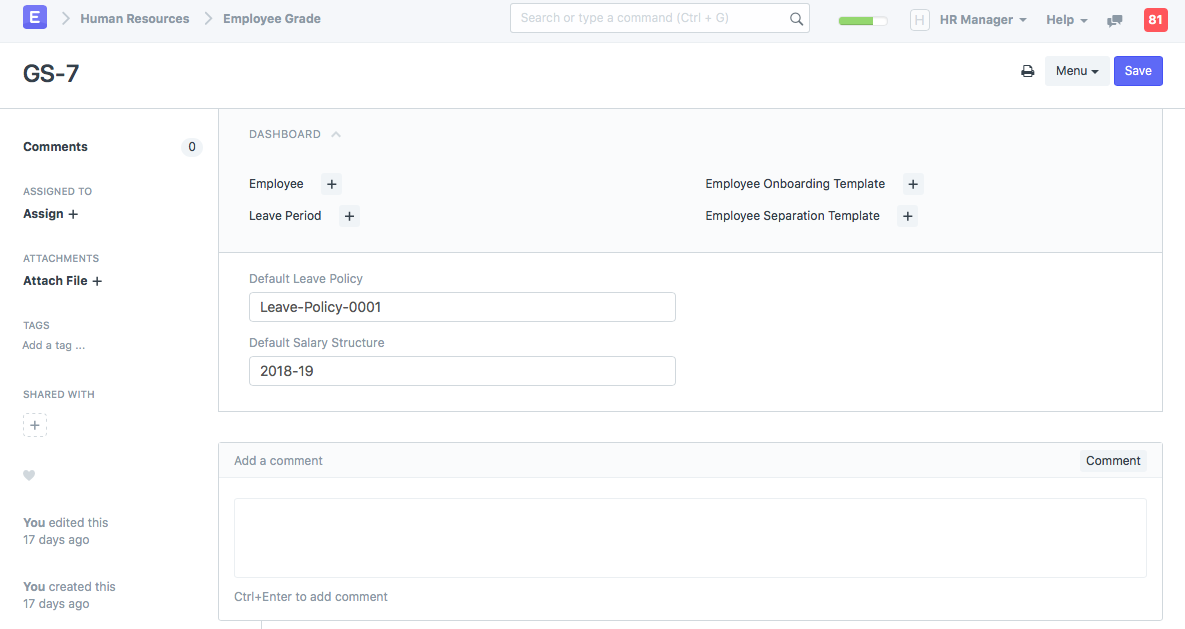 E Human Resources Employee Grade Search or type a command (Ctrl + G) H HR Manager Help 81
GS-7 Menu Save
Comments 0
ASSIGNED TO
Assign +
ATTACHMENTS
Attach File +
TAGS
Add a tag ...
SHARED WITH
+
You edited this
17 days ago
You created this
17 days ago
DASHBOARD
Employee + Employee Onboarding Template +
Leave Period + Employee Separation Template +
Default Leave Policy
Leave-Policy-0001
Default Salary Structure
2018-19
Add a comment Comment
Ctrl+Enter to add comment